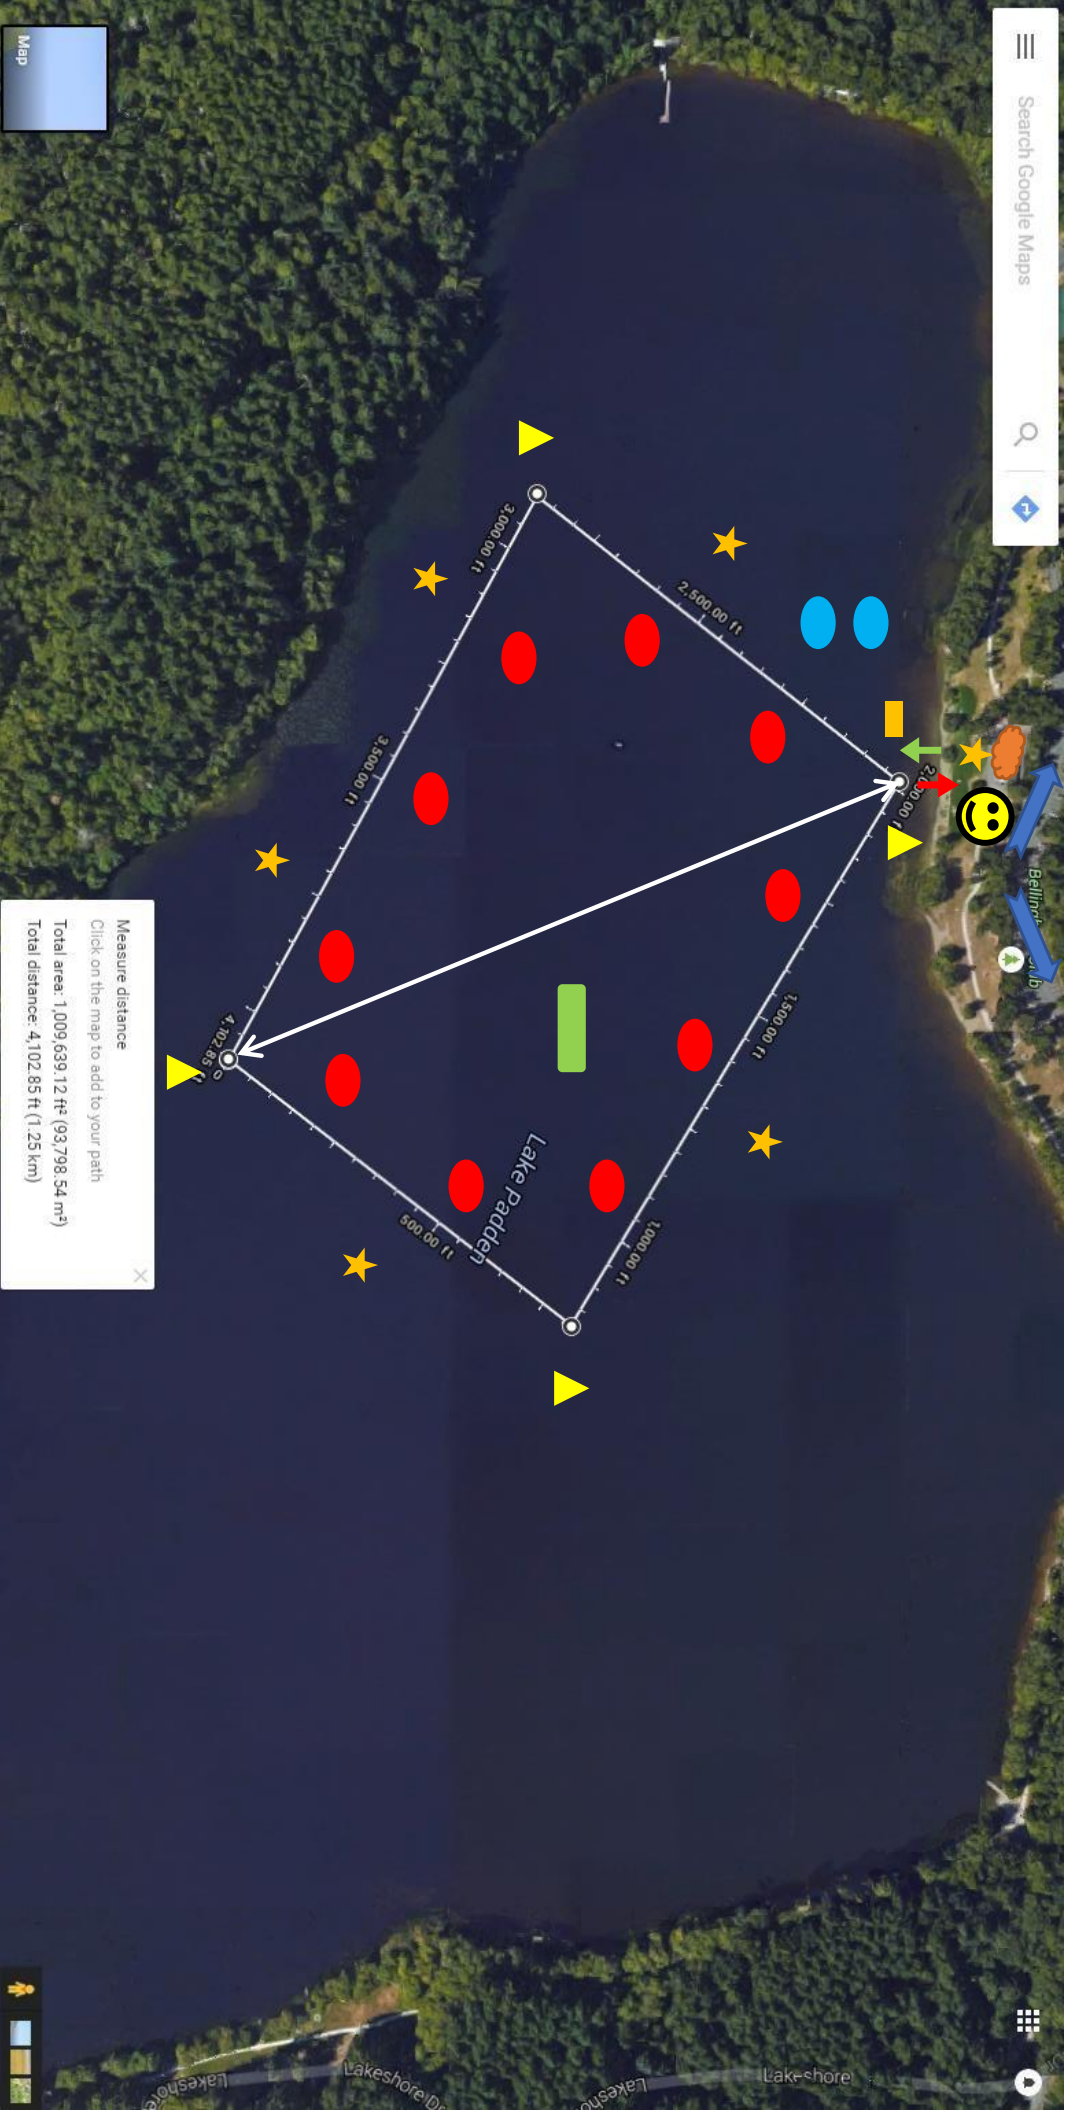 Search Google Maps
Map
3,000.00 ft
2,500.00 ft
3,500.00 ft
1,500.00 ft
1,000.00 ft
500.00 ft
4,102.85 ft
0
Lake Padden
Measure distance
Click on the map to add to your path
Total area: 1,009,639.12 ft² (93,798.54 m²)
Total distance: 4,102.85 ft (1.25 km)
Lakeshore
Lakeshore
Lakeshore Dr
Lakeshore